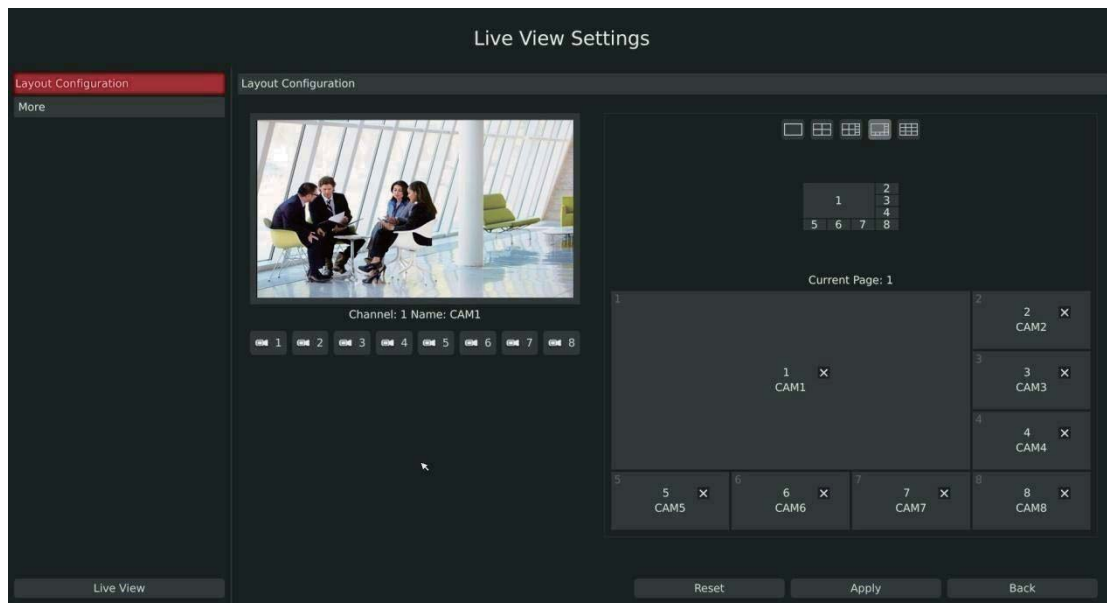 Live View Settings
Layout Configuration
More
Layout Configuration
Channel: 1 Name: CAM1
1 2 3 4 5 6 7 8
1 2
3
4
5 6 7 8
Current Page: 1
1
1
CAM1
2
2
CAM2
3
3
CAM3
4
4
CAM4
5
5
CAM5
6
6
CAM6
7
7
CAM7
8
8
CAM8
Live View
Reset
Apply
Back